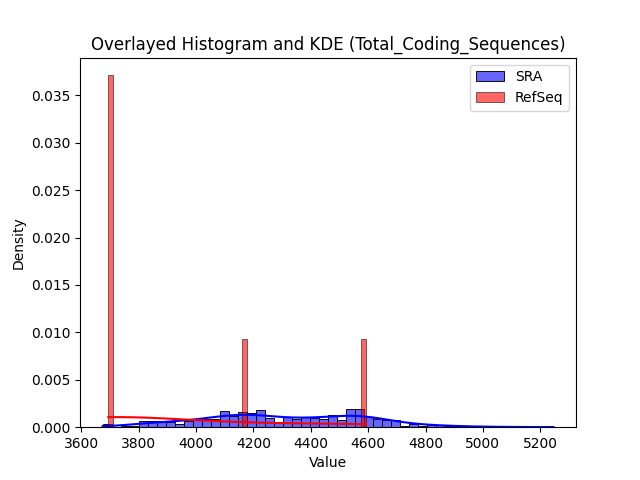 Overlayed Histogram and KDE (Total_Coding_Sequences)
SRA
RefSeq
Density
0.035
0.030
0.025
0.020
0.015
0.010
0.005
0.000
3600 3800 4000 4200 4400 4600 4800 5000 5200
Value